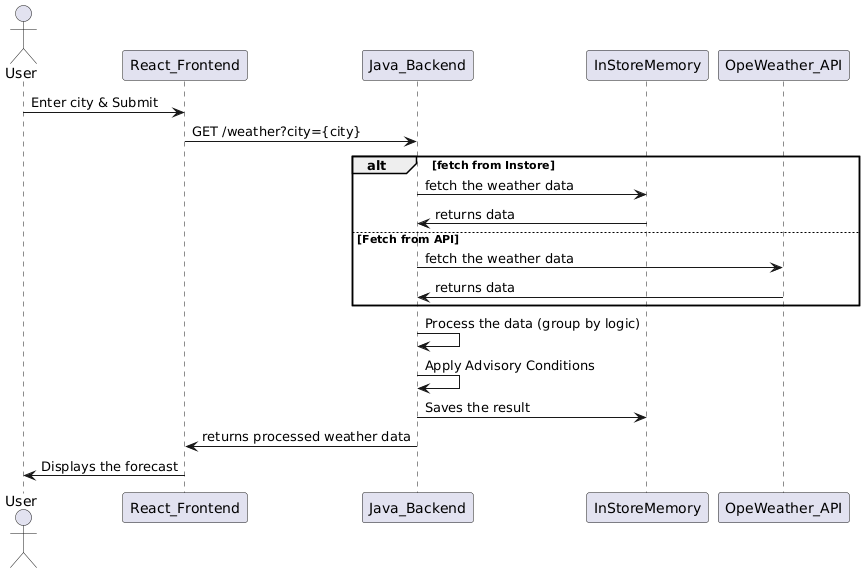 User
React_Frontend
Java_Backend
InStoreMemory
OpeWeather_API
Enter city & Submit
GET /weather?city={city}
alt
[fetch from Instore]
fetch the weather data
returns data
[Fetch from API]
fetch the weather data
returns data
Process the data (group by logic)
Apply Advisory Conditions
Saves the result
returns processed weather data
Displays the forecast
User
React_Frontend
Java_Backend
InStoreMemory
OpeWeather_API